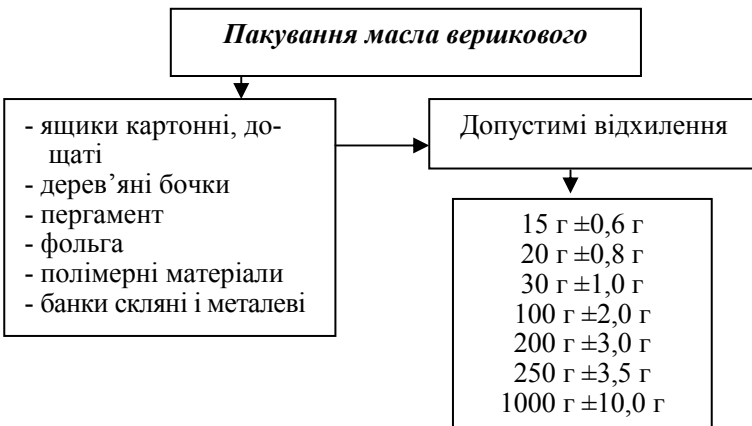 Пакування масла вершкового
- ящики картонні, до-
щаті
- дерев’яні бочки
- пергамент
- фольга
- полімерні матеріали
- банки скляні і металеві
Допустимі відхилення
15 г ±0,6 г
20 г ±0,8 г
30 г ±1,0 г
100 г ±2,0 г
200 г ±3,0 г
250 г ±3,5 г
1000 г ±10,0 г